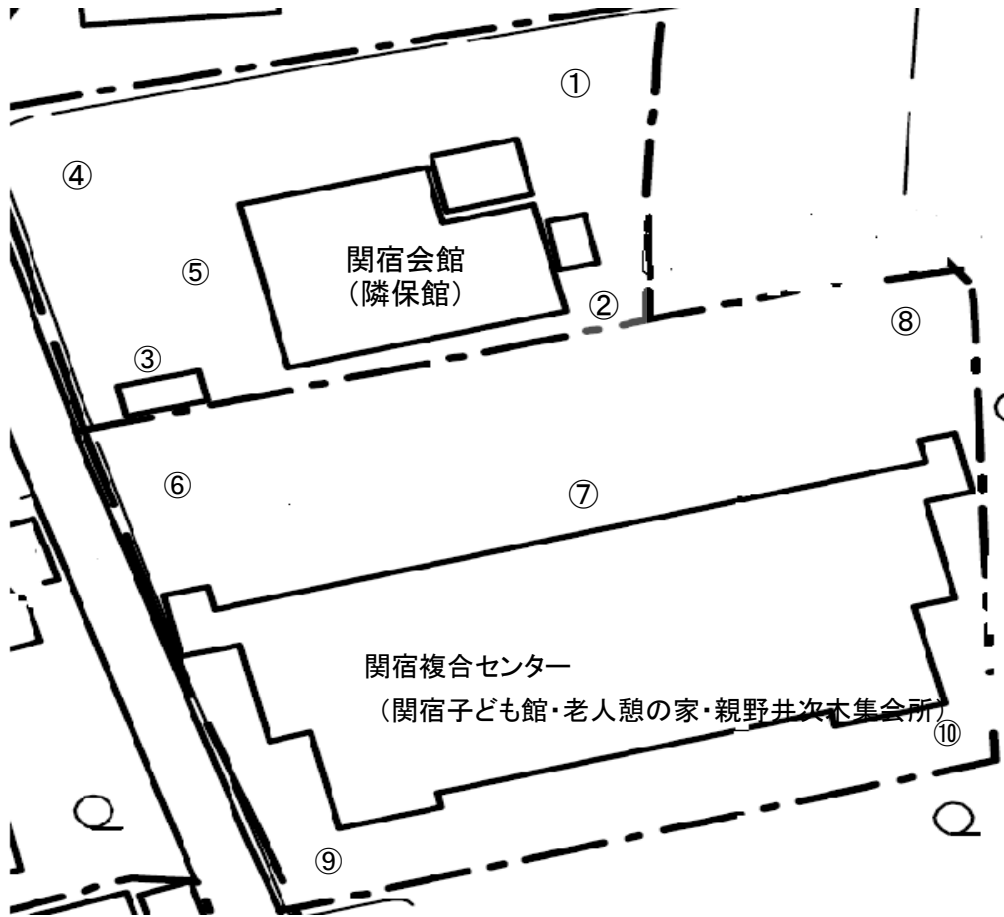 ①
④
⑤
関宿会館
（隣保館）
②
③
⑧
⑥
⑦
関宿複合センター
（関宿子ども館・老人憩の家・親野井次木集会所）
⑩
⑨